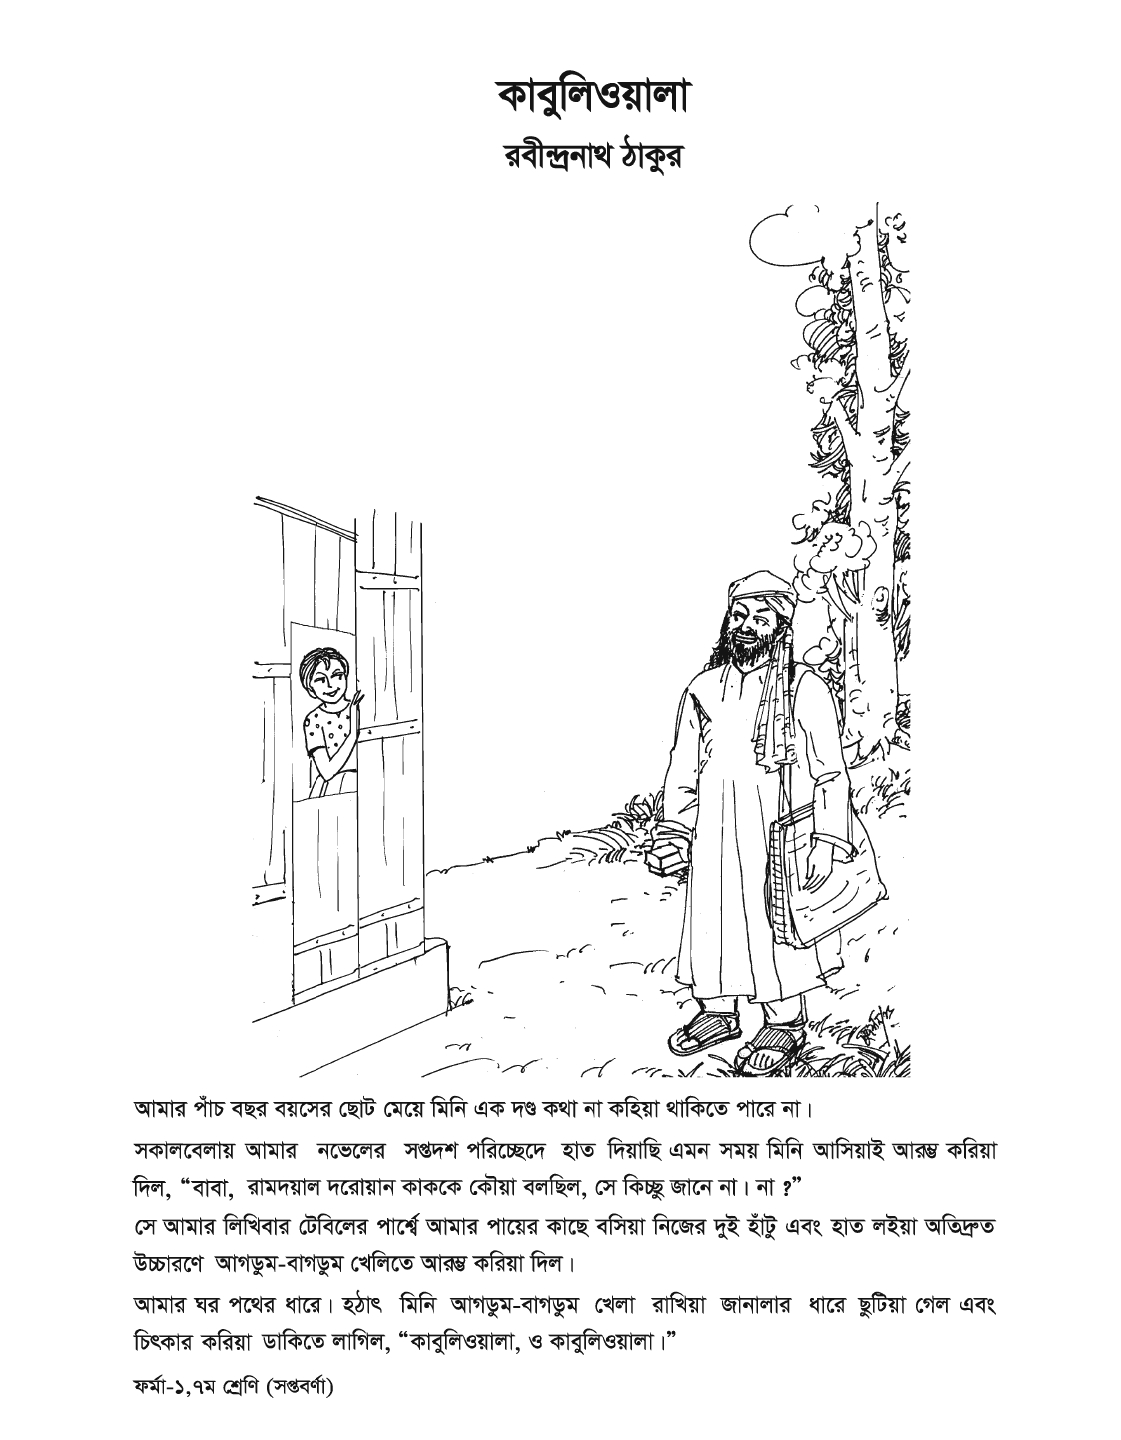 কাবুলিওয়ালা
রবীন্দ্রনাথ ঠাকুর
আমার পাঁচ বছর বয়সের ছোট মেয়ে মিনি এক দণ্ড কথা না কহিয়া থাকিতে পারে না।
সকালবেলায় আমার নভেলের সপ্তদশ পরিচ্ছেদে হাত দিয়াছি এমন সময় মিনি আসিয়াই আরম্ভ করিয়া
দিল, “বাবা, রামদয়াল দরোয়ান কাককে কৌয়া বলছিল, সে কিচ্ছু জানে না। না ?”
সে আমার লিখিবার টেবিলের পার্শ্বে আমার পায়ের কাছে বসিয়া নিজের দুই হাঁটু এবং হাত লইয়া অতিদ্রুত
উচ্চারণে আগডুম-বাগডুম খেলিতে আরম্ভ করিয়া দিল।
আমার ঘর পথের ধারে। হঠাৎ মিনি আগডুম-বাগডুম খেলা রাখিয়া জানালার ধারে ছুটিয়া গেল এবং
চিৎকার করিয়া ডাকিতে লাগিল, “কাবুলিওয়ালা, ও কাবুলিওয়ালা।”
ফর্মা-১,৭ম শ্রেণি (সপ্তবর্ণা)